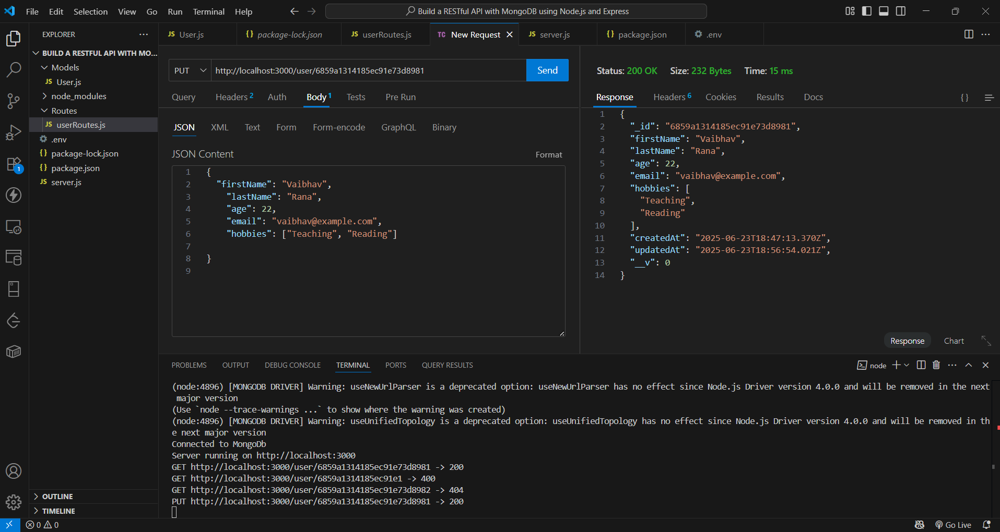 File Edit Selection View Go Run Terminal Help
Build a RESTful API with MongoDB using Node.js and Express
EXPLORER
BUILD A RESTFUL API WITH MO...
Models
JS User.js
node_modules
Routes
JS userRoutes.js
.env
{} package-lock.json
{} package.json
JS server.js
1
OUTLINE
TIMELINE
JS User.js
{} package-lock.json
JS userRoutes.js
TC New Request
JS server.js
{} package.json
.env
PUT
http://localhost:3000/user/6859a1314185ec91e73d8981
Send
Query Headers 2 Auth Body 1 Tests Pre Run
JSON XML Text Form Form-encode GraphQL Binary
JSON Content
Format
1 {
2 "firstName": "Vaibhav",
3 "lastName": "Rana",
4 "age": 22,
5 "email": "vaibhav@example.com",
6 "hobbies": ["Teaching", "Reading"]
7
8 }
9
Status: 200 OK Size: 232 Bytes Time: 15 ms
Response Headers 6 Cookies Results Docs {}
1 {
2 "_id": "6859a1314185ec91e73d8981",
3 "firstName": "Vaibhav",
4 "lastName": "Rana",
5 "age": 22,
6 "email": "vaibhav@example.com",
7 "hobbies": [
8 "Teaching",
9 "Reading"
10 ],
11 "createdAt": "2025-06-23T18:47:13.370Z",
12 "updatedAt": "2025-06-23T18:56:54.021Z",
13 "__v": 0
14 }
Response Chart
PROBLEMS OUTPUT DEBUG CONSOLE TERMINAL PORTS QUERY RESULTS
node
(node:4896) [MONGODB DRIVER] Warning: useNewUrlParser is a deprecated option: useNewUrlParser has no effect since Node.js Driver version 4.0.0 and will be removed in the next
major version
(Use `node --trace-warnings ...` to show where the warning was created)
(node:4896) [MONGODB DRIVER] Warning: useUnifiedTopology is a deprecated option: useUnifiedTopology has no effect since Node.js Driver version 4.0.0 and will be removed in th
e next major version
Connected to MongoDb
Server running on http://localhost:3000
GET http://localhost:3000/user/6859a1314185ec91e73d8981 -> 200
GET http://localhost:3000/user/6859a1314185ec91e1 -> 400
GET http://localhost:3000/user/6859a1314185ec91e73d8982 -> 404
PUT http://localhost:3000/user/6859a1314185ec91e73d8981 -> 200
0 0
Go Live